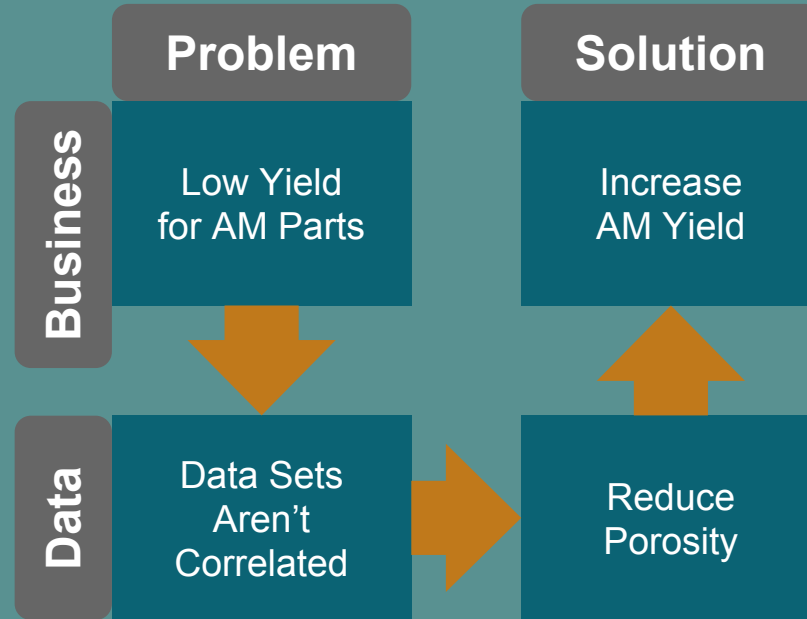 Problem
Solution
Business
Low Yield
for AM Parts
Increase
AM Yield
Data
Data Sets
Aren’t
Correlated
Reduce
Porosity